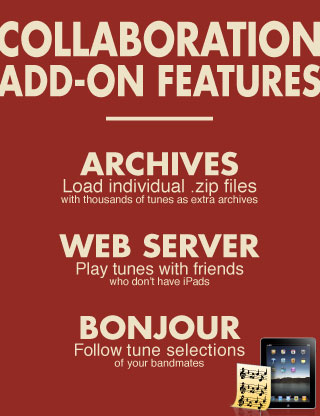 COLLABORATION
ADD-ON FEATURES
ARCHIVES
Load individual .zip files
with thousands of tunes as extra archives
WEB SERVER
Play tunes with friends
who don't have iPads
BONJOUR
Follow tune selections
of your bandmates